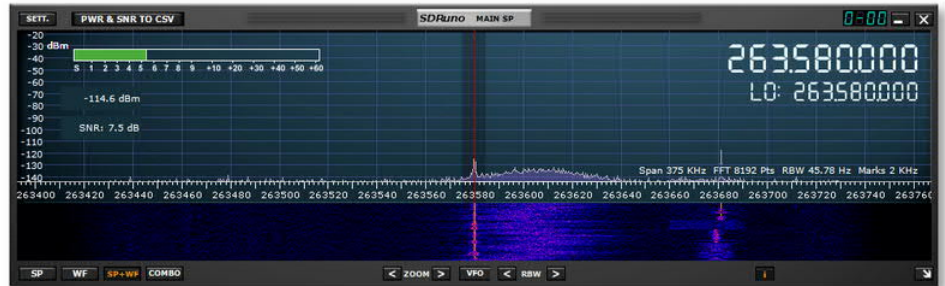 SETT. PWR & SNR TO CSV SDRuno MAIN SP 0-00
-20
-30 dBm
-40
-50
-60
-70
-80
-90
-100
-110
-120
-130
-140
S 1 2 3 4 5 6 7 8 9 +10 +20 +30 +40 +50 +60
-114.6 dBm
SNR: 7.5 dB
263.580.000
LO: 263.580.000
Span 375 KHz FFT 8192 Pts RBW 45.78 Hz Marks 2 KHz
263400 263420 263440 263460 263480 263500 263520 263540 263560 263580 263600 263620 263640 263660 263680 263700 263720 263740 263760
SP WF SP+WF COMBO < ZOOM > VFO < RBW > i